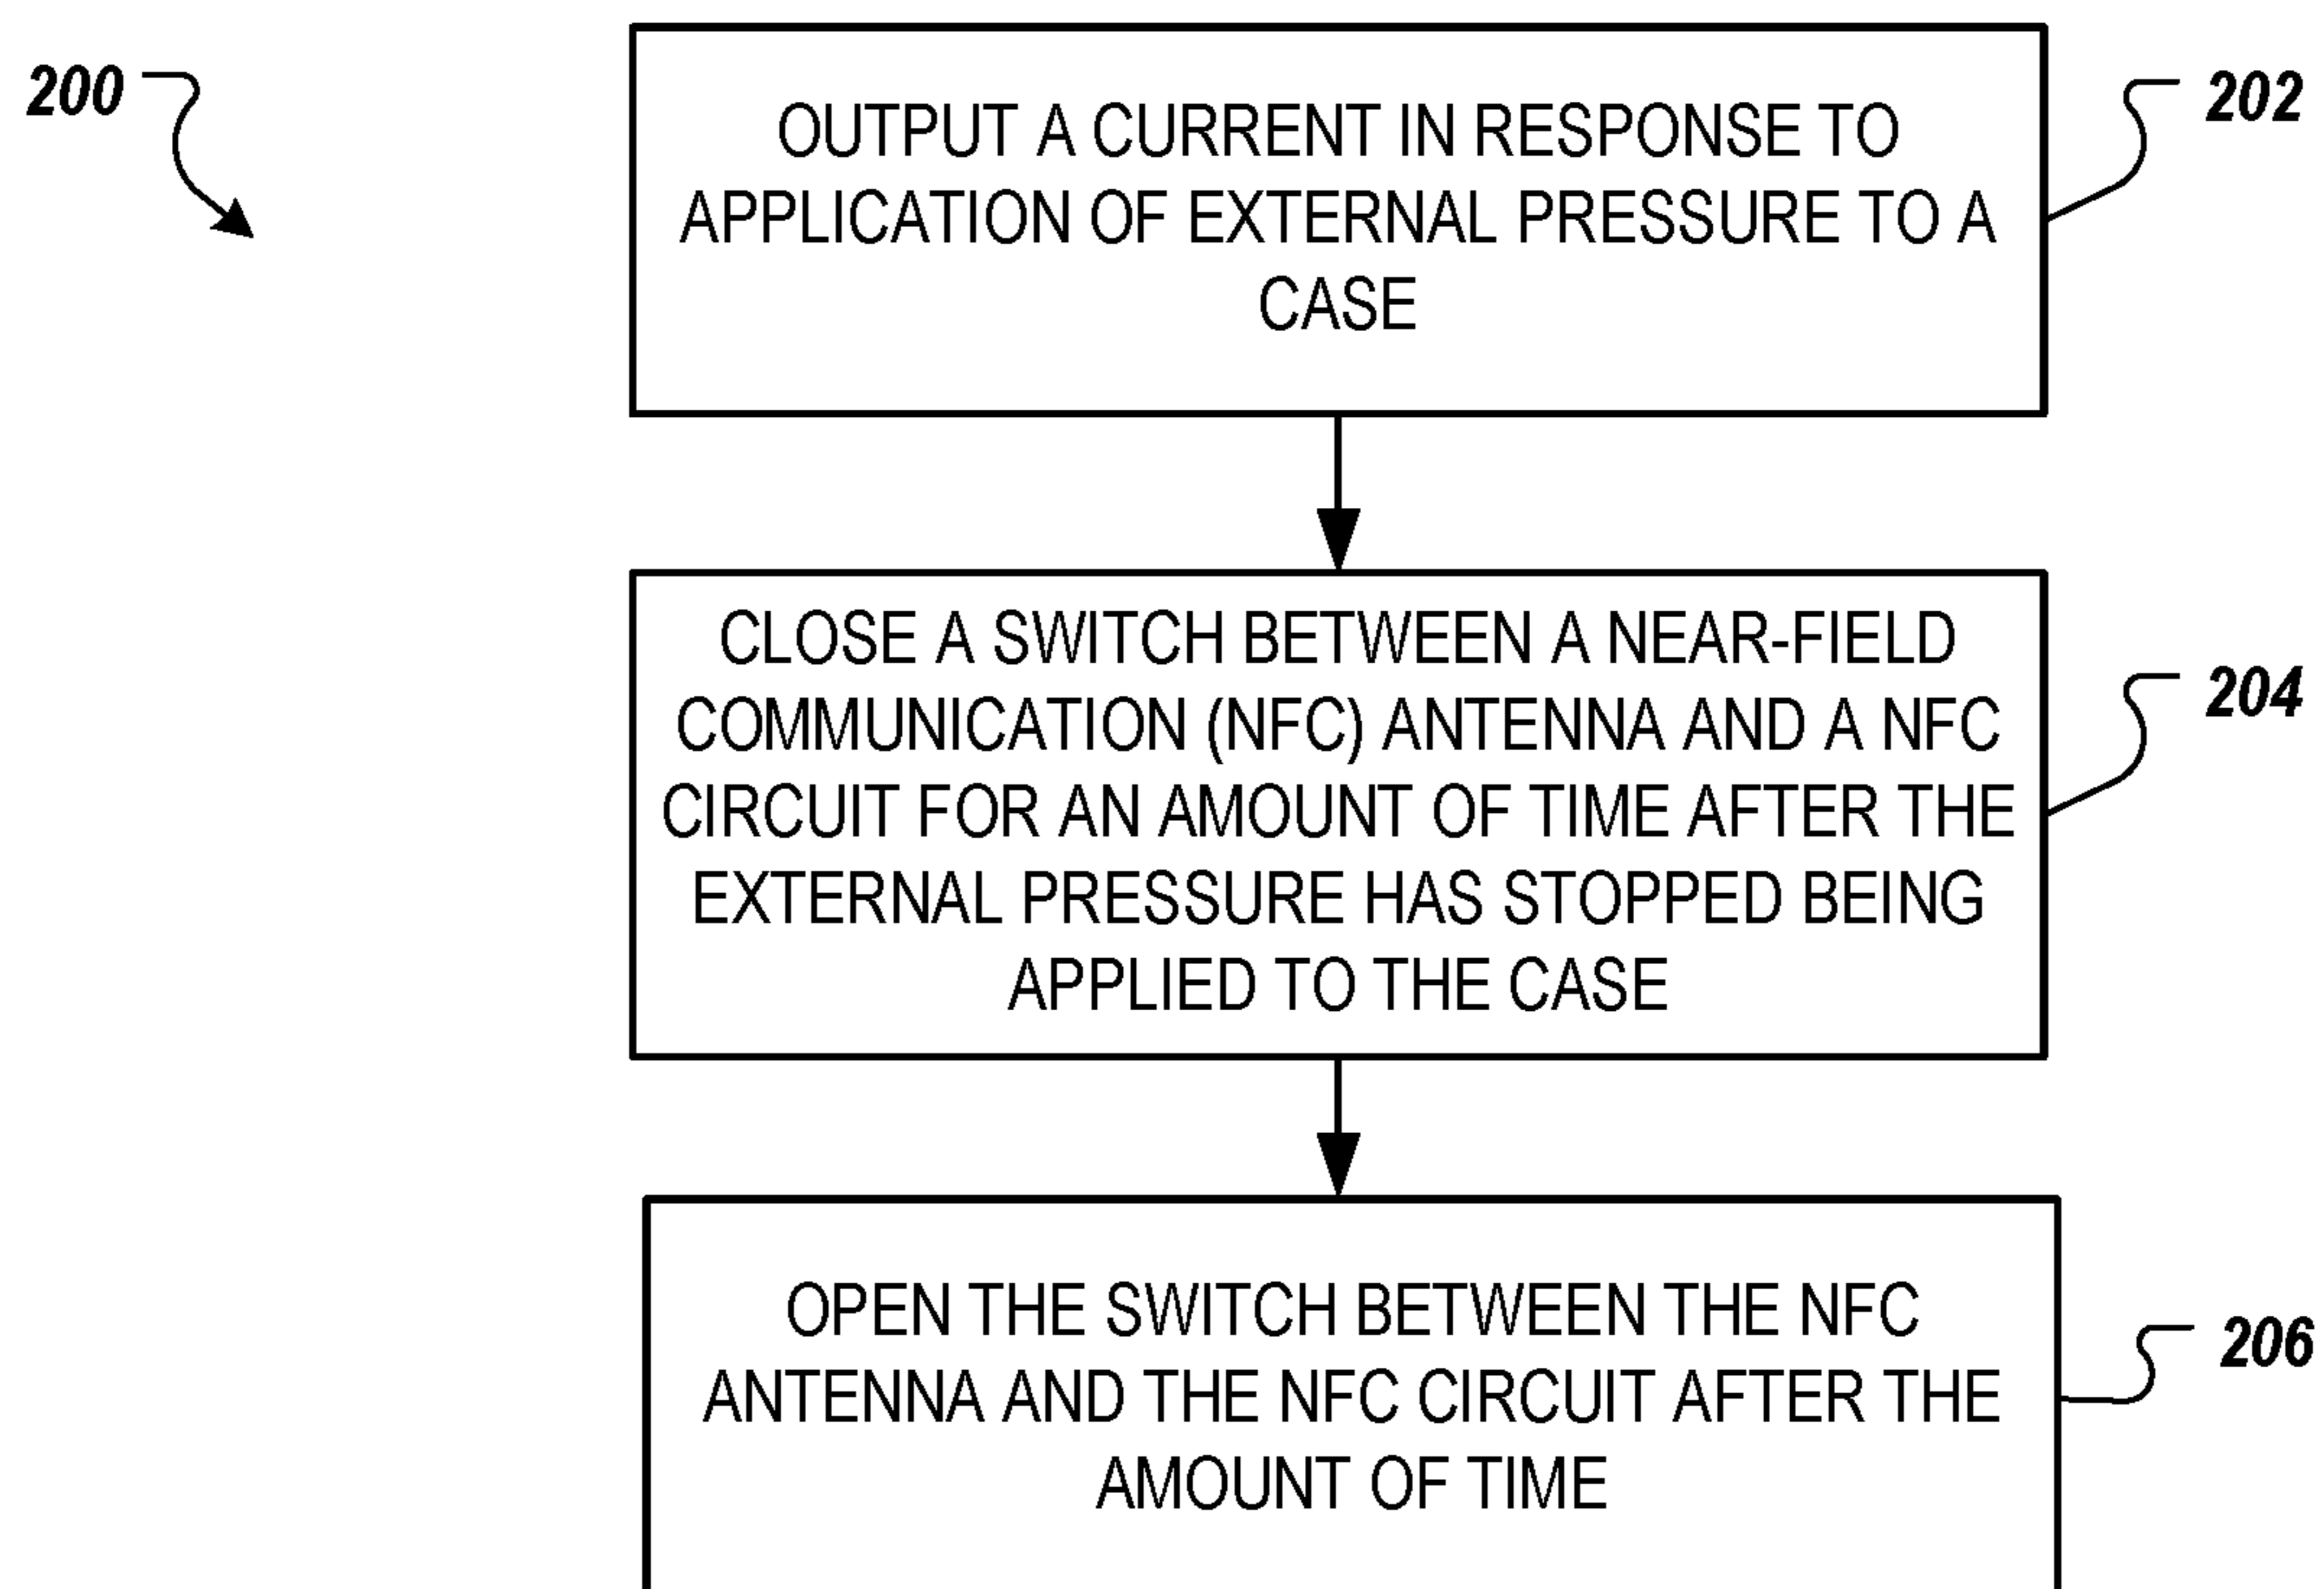 200
OUTPUT A CURRENT IN RESPONSE TO
APPLICATION OF EXTERNAL PRESSURE TO A
CASE
202
CLOSE A SWITCH BETWEEN A NEAR-FIELD
COMMUNICATION (NFC) ANTENNA AND A NFC
CIRCUIT FOR AN AMOUNT OF TIME AFTER THE
EXTERNAL PRESSURE HAS STOPPED BEING
APPLIED TO THE CASE
204
OPEN THE SWITCH BETWEEN THE NFC
ANTENNA AND THE NFC CIRCUIT AFTER THE
AMOUNT OF TIME
206